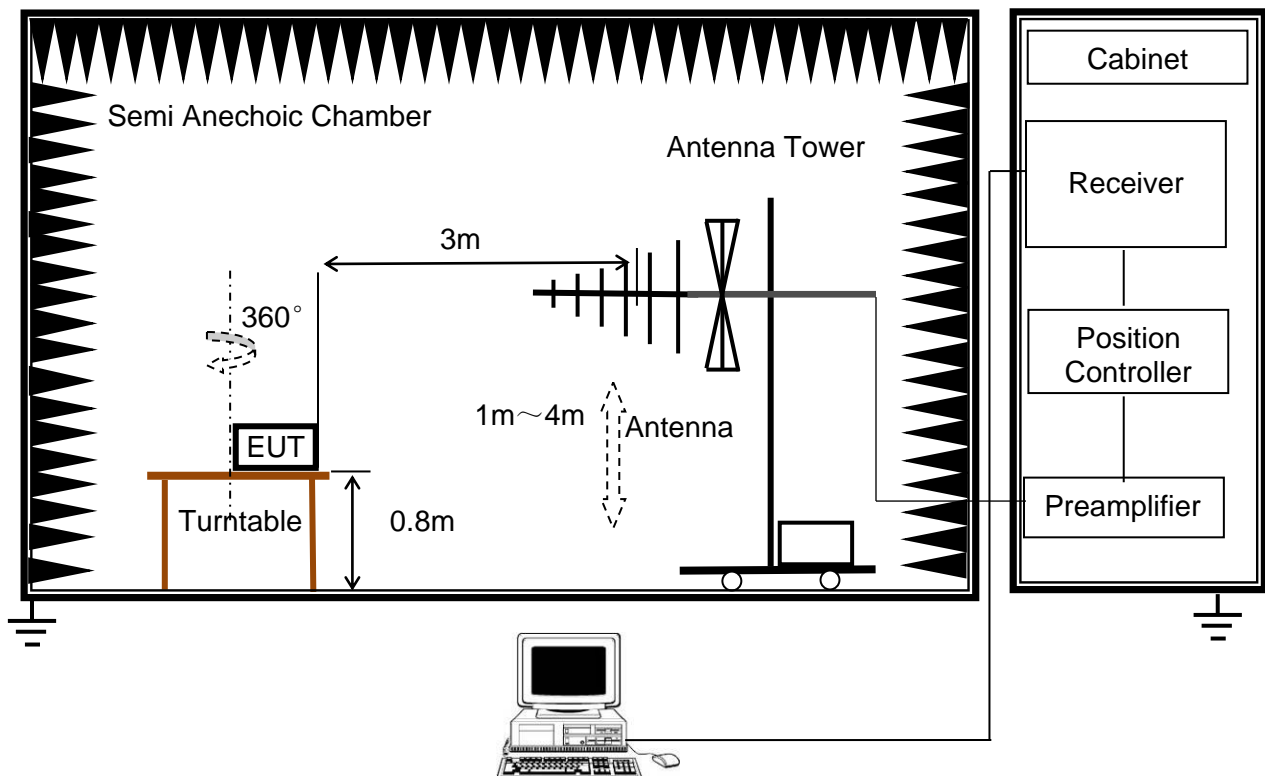 Cabinet
Semi Anechoic Chamber
Antenna Tower
Receiver
3m
360°
Position
Controller
1m～4m
Antenna
EUT
Turntable
0.8m
Preamplifier